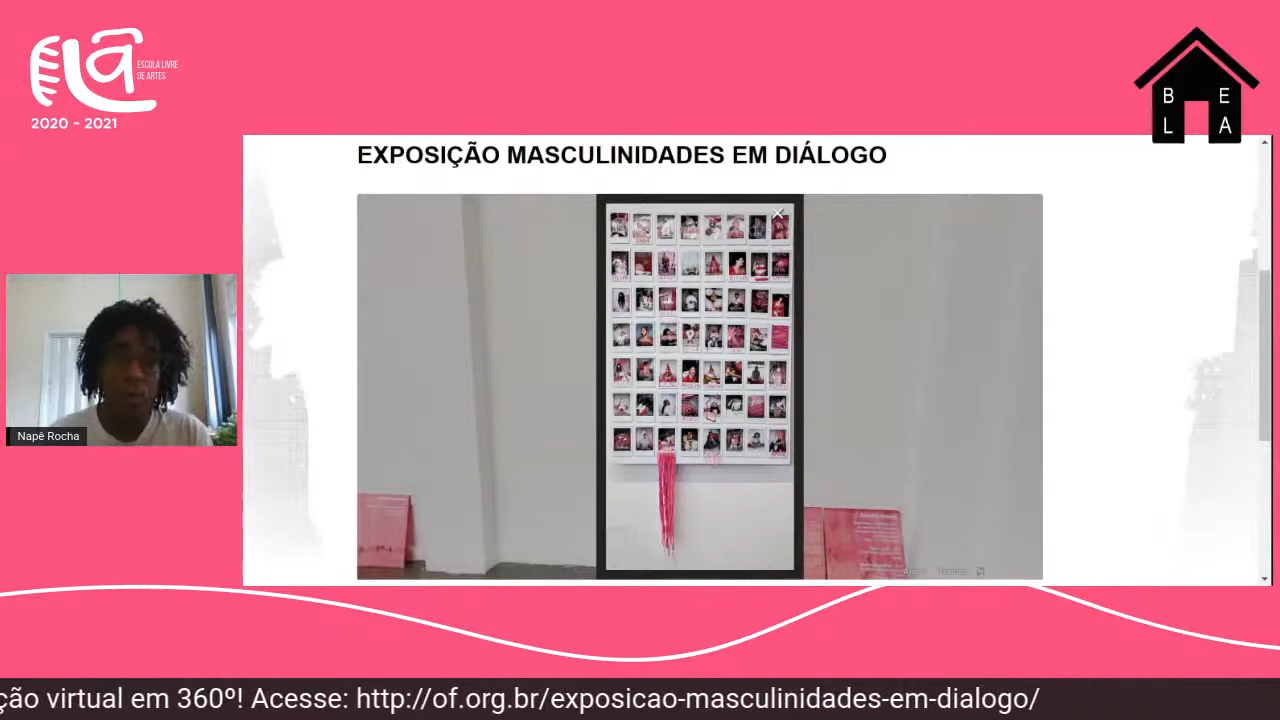 ELÃ
ESCOLA LIVRE
DE ARTES
2020 - 2021
B E
L A
EXPOSIÇÃO MASCULINIDADES EM DIÁLOGO
Napê Rocha
ção virtual em 360º! Acesse: http://of.org.br/exposicao-masculinidades-em-dialogo/